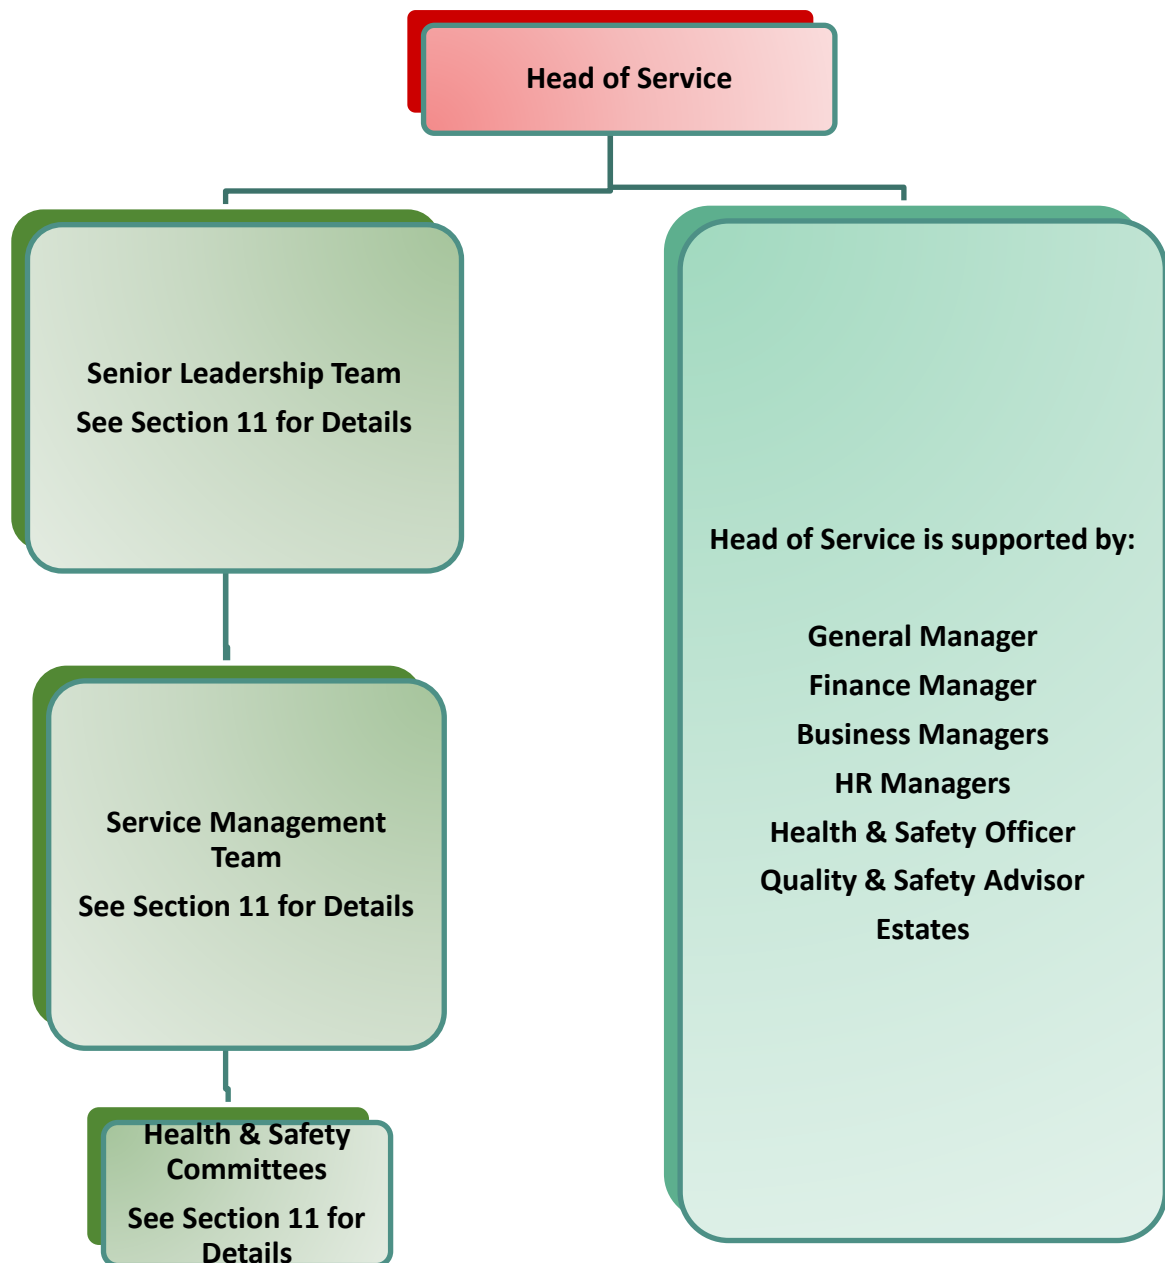 Head of Service
Senior Leadership Team
See Section 11 for Details
Service Management
Team
See Section 11 for Details
Health & Safety
Committees
See Section 11 for
Details
Head of Service is supported by:
General Manager
Finance Manager
Business Managers
HR Managers
Health & Safety Officer
Quality & Safety Advisor
Estates